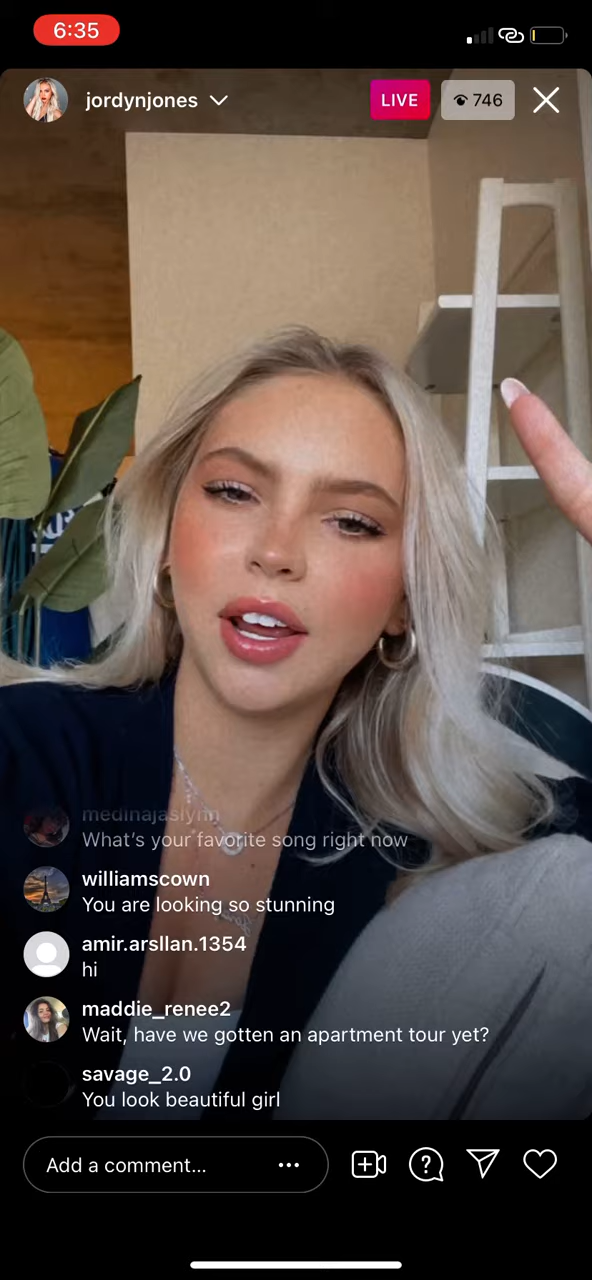 6:35
jordynjones
LIVE
746
medinajaslynn
What's your favorite song right now
williamscown
You are looking so stunning
amir.arsllan.1354
hi
maddie_renee2
Wait, have we gotten an apartment tour yet?
savage_2.0
You look beautiful girl
Add a comment...